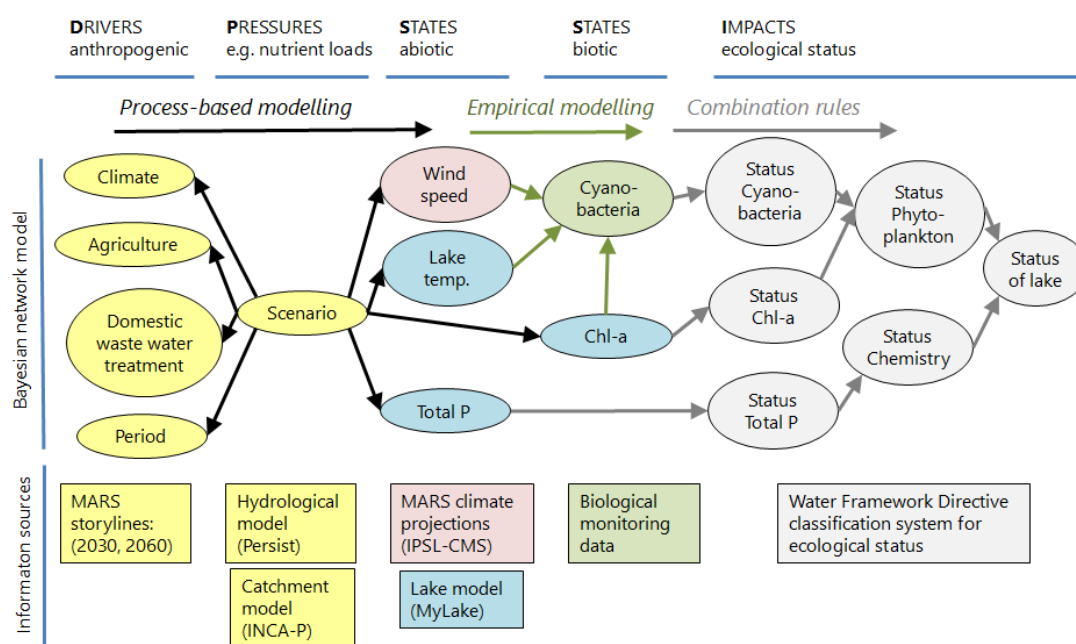 DRIVERS
anthropogenic
PRESSURES
e.g. nutrient loads
STATES
abiotic
STATES
biotic
IMPACTS
ecological status
Process-based modelling
Empirical modelling
Combination rules
Bayesian network model
Climate
Agriculture
Domestic
waste water
treatment
Period
Scenario
Wind
speed
Lake
temp.
Total P
Cyano-
bacteria
Chl-a
Status
Cyano-
bacteria
Status
Chl-a
Status
Total P
Status
Phyto-
plankton
Status
Chemistry
Status
of lake
Informaton sources
MARS
storylines:
(2030, 2060)
Hydrological
model
(Persist)
Catchment
model
(INCA-P)
MARS climate
projections
(IPSL-CMS)
Lake model
(MyLake)
Biological
monitoring
data
Water Framework Directive
classification system for
ecological status